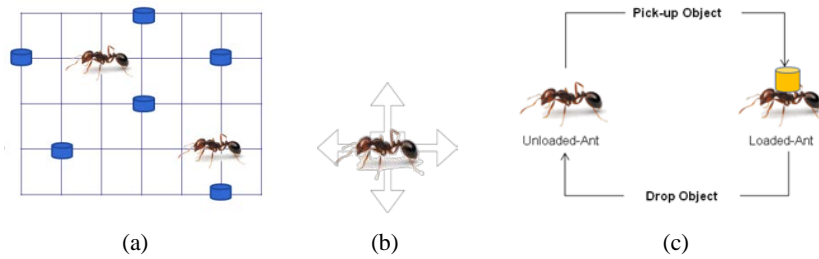 Pick-up Object
Unloaded-Ant
Loaded-Ant
Drop Object
(a)
(b)
(c)